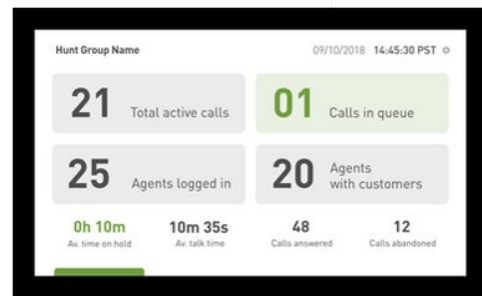 Hunt Group Name 09/10/2018 14:45:30 PST
21 Total active calls 01 Calls in queue
25 Agents logged in 20 Agents
with customers
0h 10m 10m 35s 48 12
Av. time on hold Av. talk time Calls answered Calls abandoned